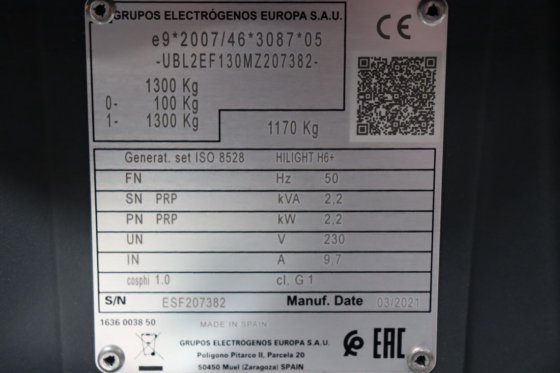 GRUPOS ELECTRÓGENOS EUROPA S.A.U.
e9*2007/46*3087*05
-UBL2EF130MZ207382-
1300 Kg
0- 100 Kg
1- 1300 Kg
1170 Kg
CE
Generat. set ISO 8528 HILIGHT H6+
FN Hz 50
SN PRP kVA 2,2
PN PRP kW 2,2
UN V 230
IN A 9,7
cosphi 1.0 cl. G1
S/N ESF207382 Manuf. Date 03/2021
1636 0038 50 MADE IN SPAIN
GRUPOS ELECTRÓGENOS EUROPA S.A.U.
Polígono Pitarco II, Parcela 20
50450 Muel (Zaragoza) SPAIN
EAC